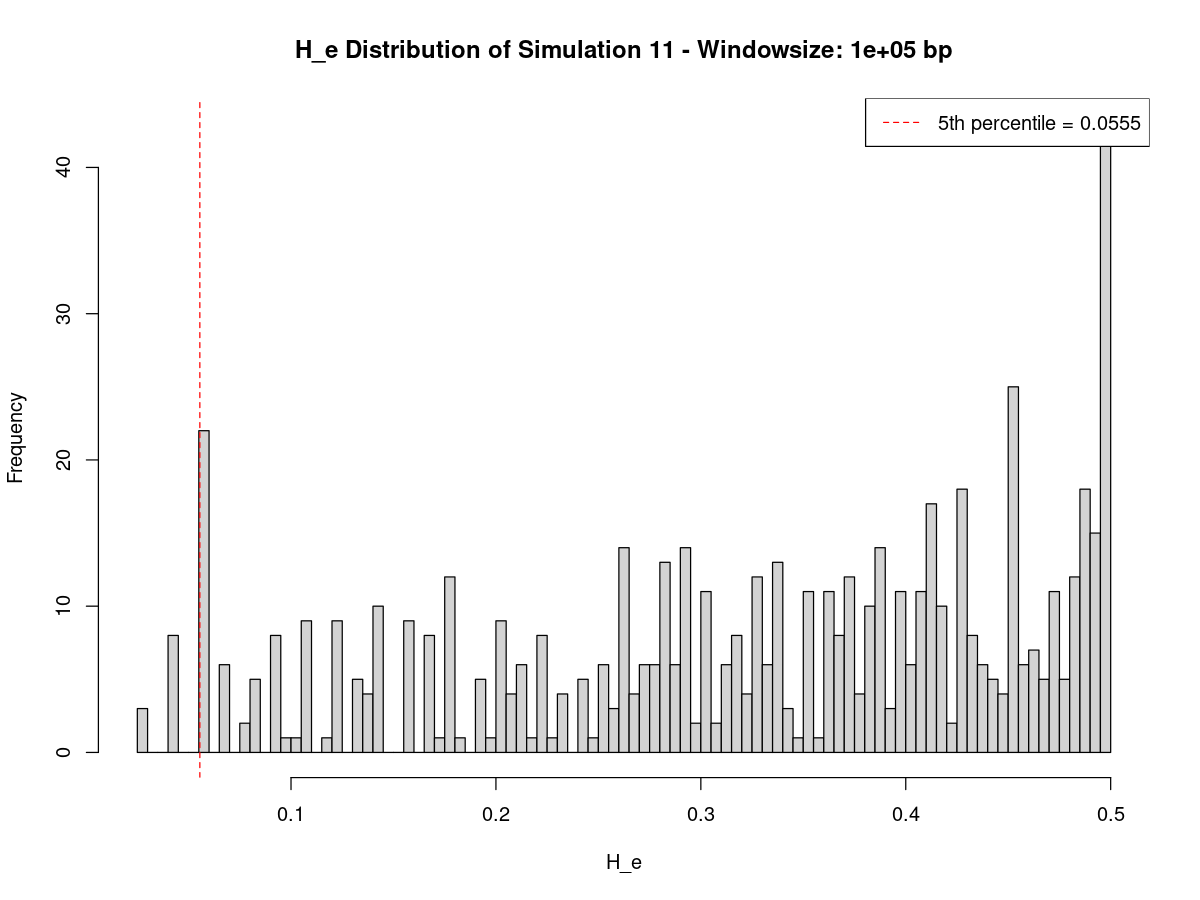 H_e Distribution of Simulation 11 - Windowsize: 1e+05 bp
5th percentile = 0.0555
Frequency
40
30
20
10
0
0.1 0.2 0.3 0.4 0.5
H_e